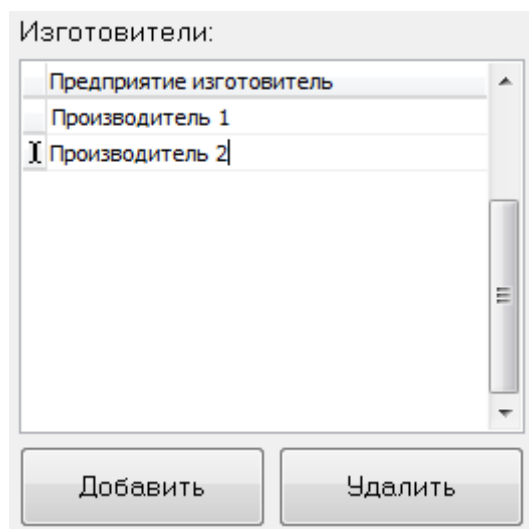 Изготовители:
Предприятие изготовитель
Производитель 1
Производитель 2
Добавить Удалить